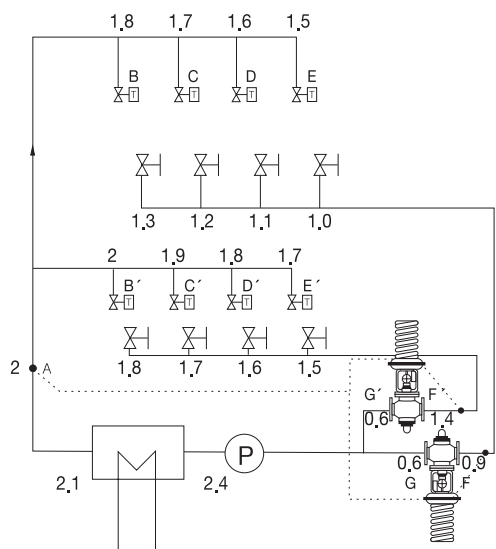 1.8 1.7 1.6 1.5
B C D E
T T T T
1.3 1.2 1.1 1.0
2 1.9 1.8 1.7
B´ C´ D´ E´
T T T T
1.8 1.7 1.6 1.5
2 A
G´ F´
0.6 1.4
P
2.1 2.4 0.6 0.9
G F